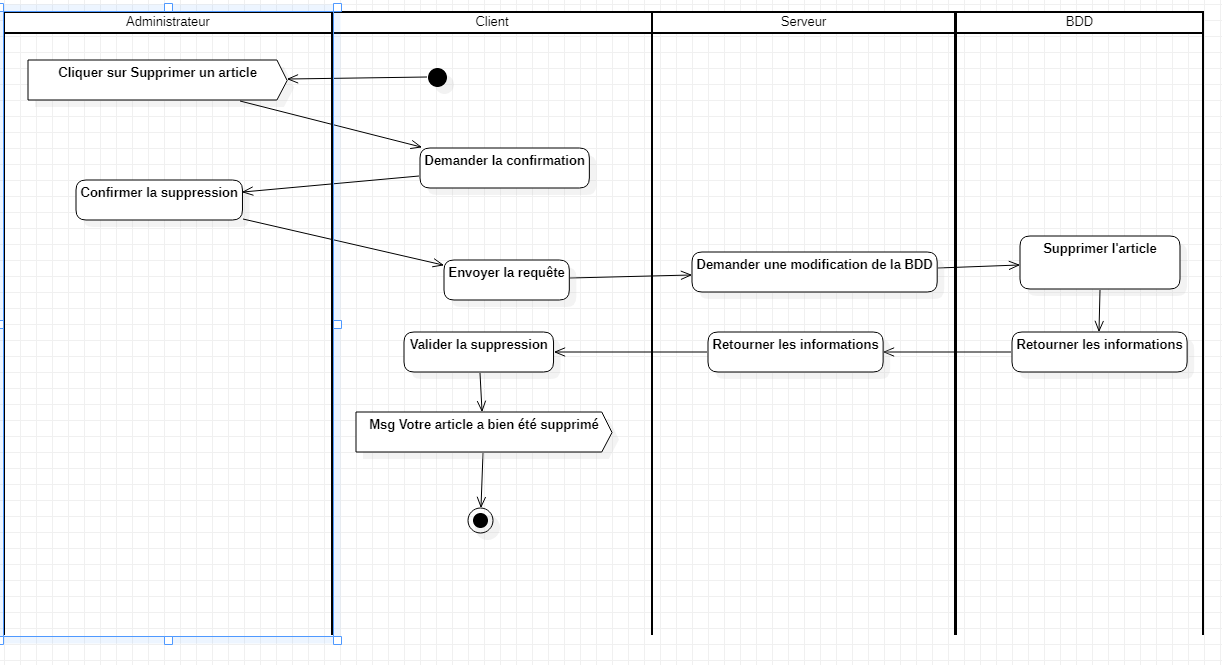 Administrateur
Client
Serveur
BDD
Cliquer sur Supprimer un article
Demander la confirmation
Confirmer la suppression
Envoyer la requête
Demander une modification de la BDD
Supprimer l'article
Valider la suppression
Retourner les informations
Retourner les informations
Msg Votre article a bien été supprimé